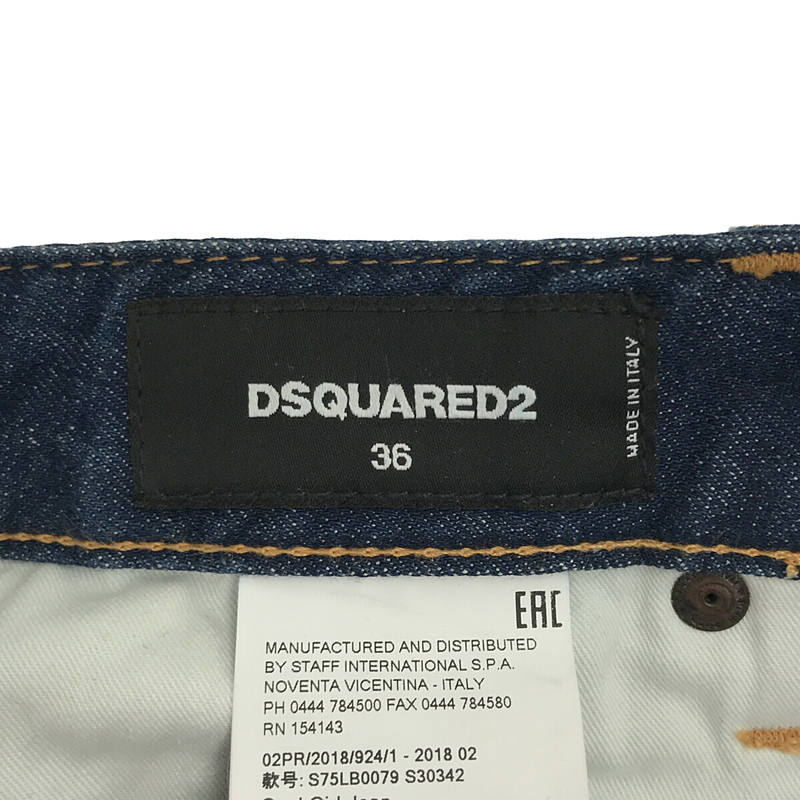 DSQUARED2
36
MADE IN ITALY
EAC
MANUFACTURED AND DISTRIBUTED
BY STAFF INTERNATIONAL S.P.A.
NOVENTA VICENTINA - ITALY
PH 0444 784500 FAX 0444 784580
RN 154143
02PR/2018/924/1 - 2018 02
款号: S75LB0079 S30342